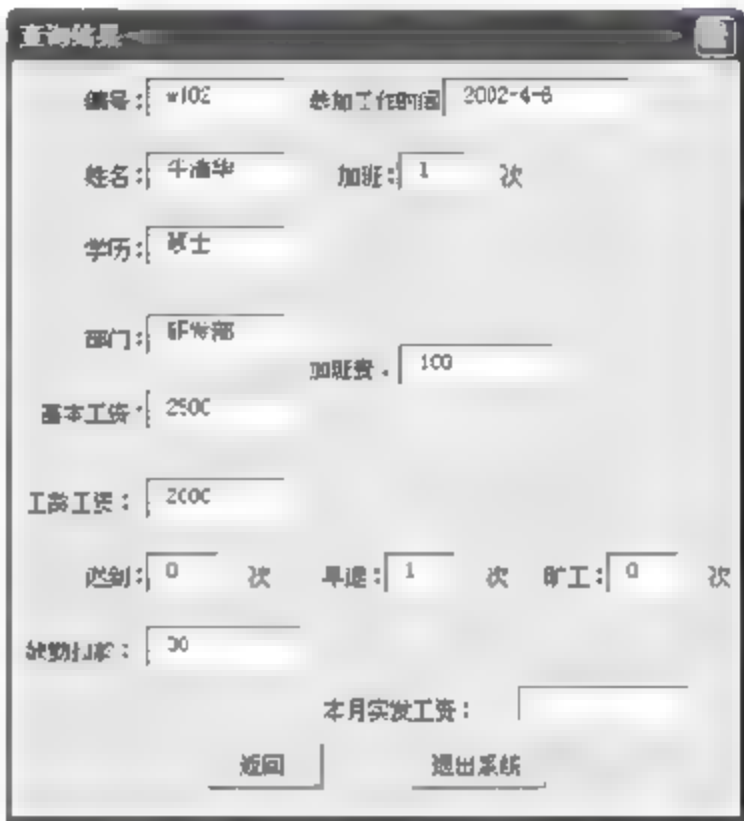 查询结果
编号： w102 参加工作时间 2002-4-6
姓名： 牛清华 加班： 1 次
学历： 硕士
部门： 研发部
加班费： 100
基本工资： 2500
工龄工资： 2000
迟到： 0 次 早退： 1 次 旷工： 0 次
缺勤扣除：
本月实发工资：
返回 退出系统